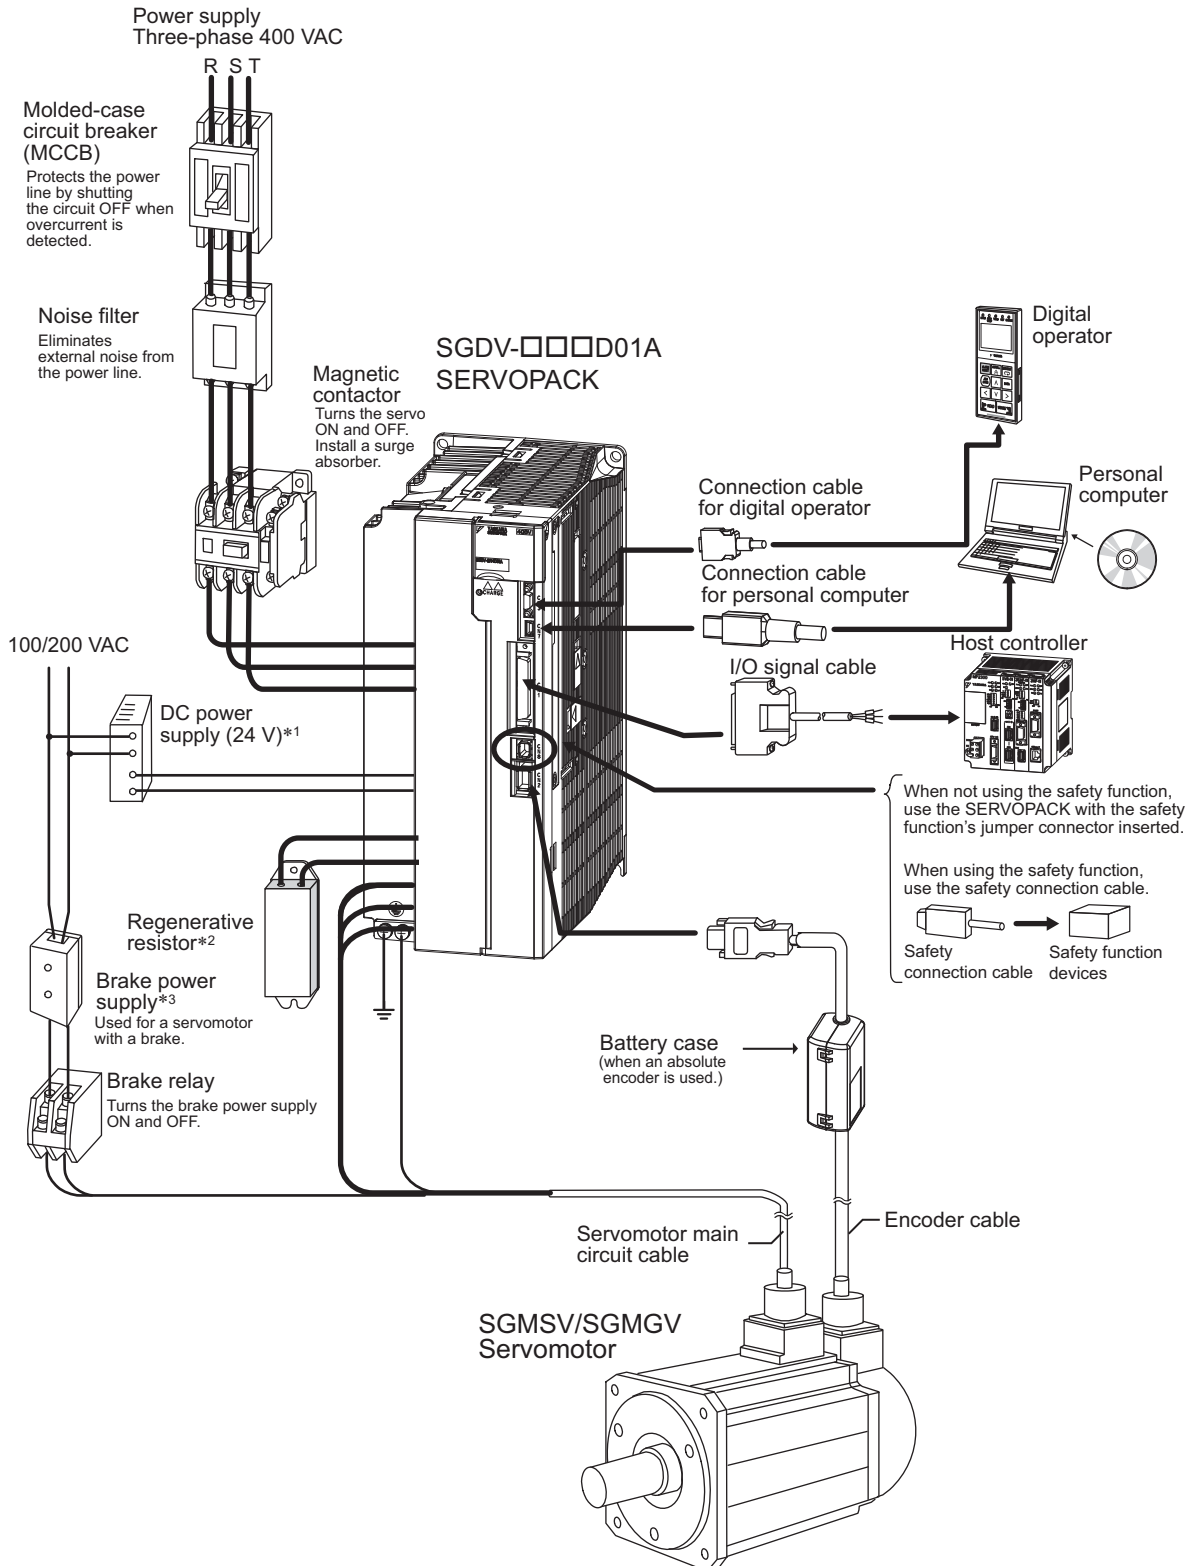 Power supply
Three-phase 400 VAC
R S T
Molded-case
circuit breaker
(MCCB)
Protects the power
line by shutting
the circuit OFF when
overcurrent is
detected.
Noise filter
Eliminates
external noise from
the power line.
Magnetic
contactor
Turns the servo
ON and OFF.
Install a surge
absorber.
SGDV-□□□D01A
SERVOPACK
Digital
operator
Connection cable
for digital operator
Personal
computer
Connection cable
for personal computer
CHARGE
100/200 VAC
I/O signal cable
Host controller
DC power
supply (24 V)*1
When not using the safety function,
use the SERVOPACK with the safety
function's jumper connector inserted.
When using the safety function,
use the safety connection cable.
Safety
connection cable
Safety function
devices
Regenerative
resistor*2
Brake power
supply*3
Used for a servomotor
with a brake.
Battery case
(when an absolute
encoder is used.)
Brake relay
Turns the brake power supply
ON and OFF.
Servomotor main
circuit cable
Encoder cable
SGMSV/SGMGV
Servomotor